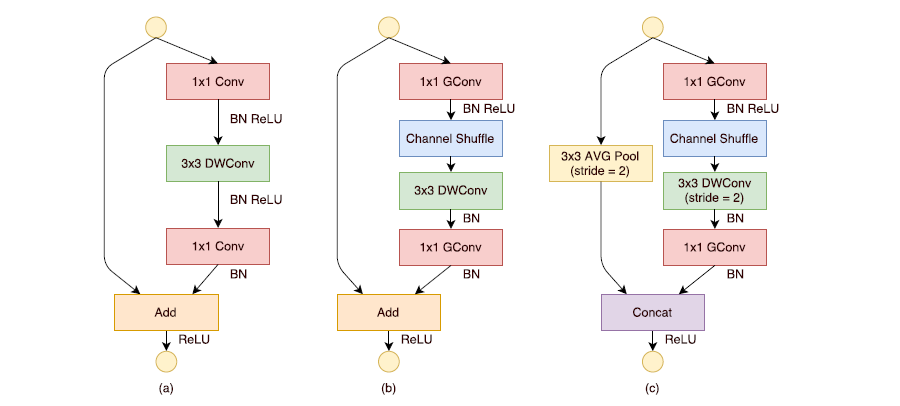 1x1 Conv
BN ReLU
3x3 DWConv
BN ReLU
1x1 Conv
BN
Add
ReLU
(a)
1x1 GConv
BN ReLU
Channel Shuffle
3x3 DWConv
BN
1x1 GConv
BN
Add
ReLU
(b)
1x1 GConv
BN ReLU
Channel Shuffle
3x3 AVG Pool
(stride = 2)
3x3 DWConv
(stride = 2)
BN
1x1 GConv
BN
Concat
ReLU
(c)